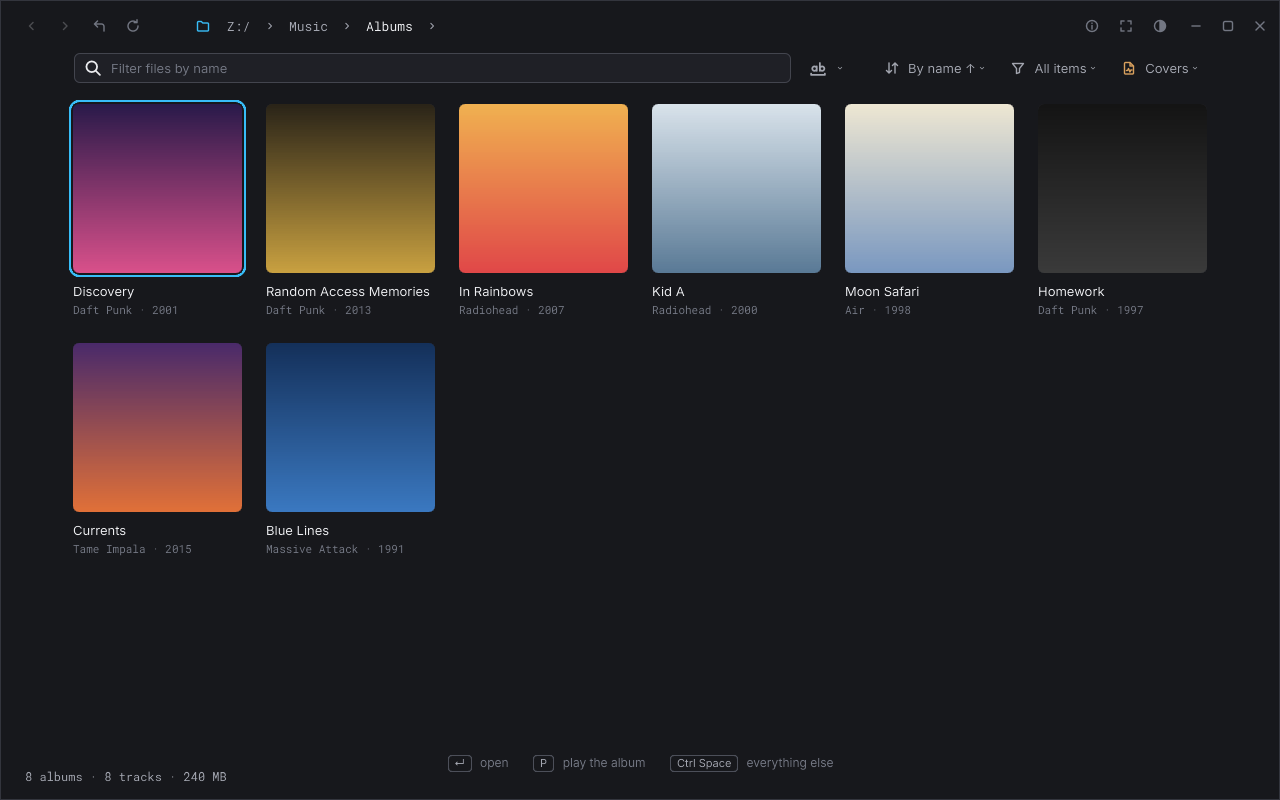 Z:/ > Music > Albums >
Filter files by name
ab
By name ↑
All items
Covers
Discovery
Daft Punk · 2001
Random Access Memories
Daft Punk · 2013
In Rainbows
Radiohead · 2007
Kid A
Radiohead · 2000
Moon Safari
Air · 1998
Homework
Daft Punk · 1997
Currents
Tame Impala · 2015
Blue Lines
Massive Attack · 1991
↵ open
P play the album
Ctrl Space everything else
8 albums · 8 tracks · 240 MB